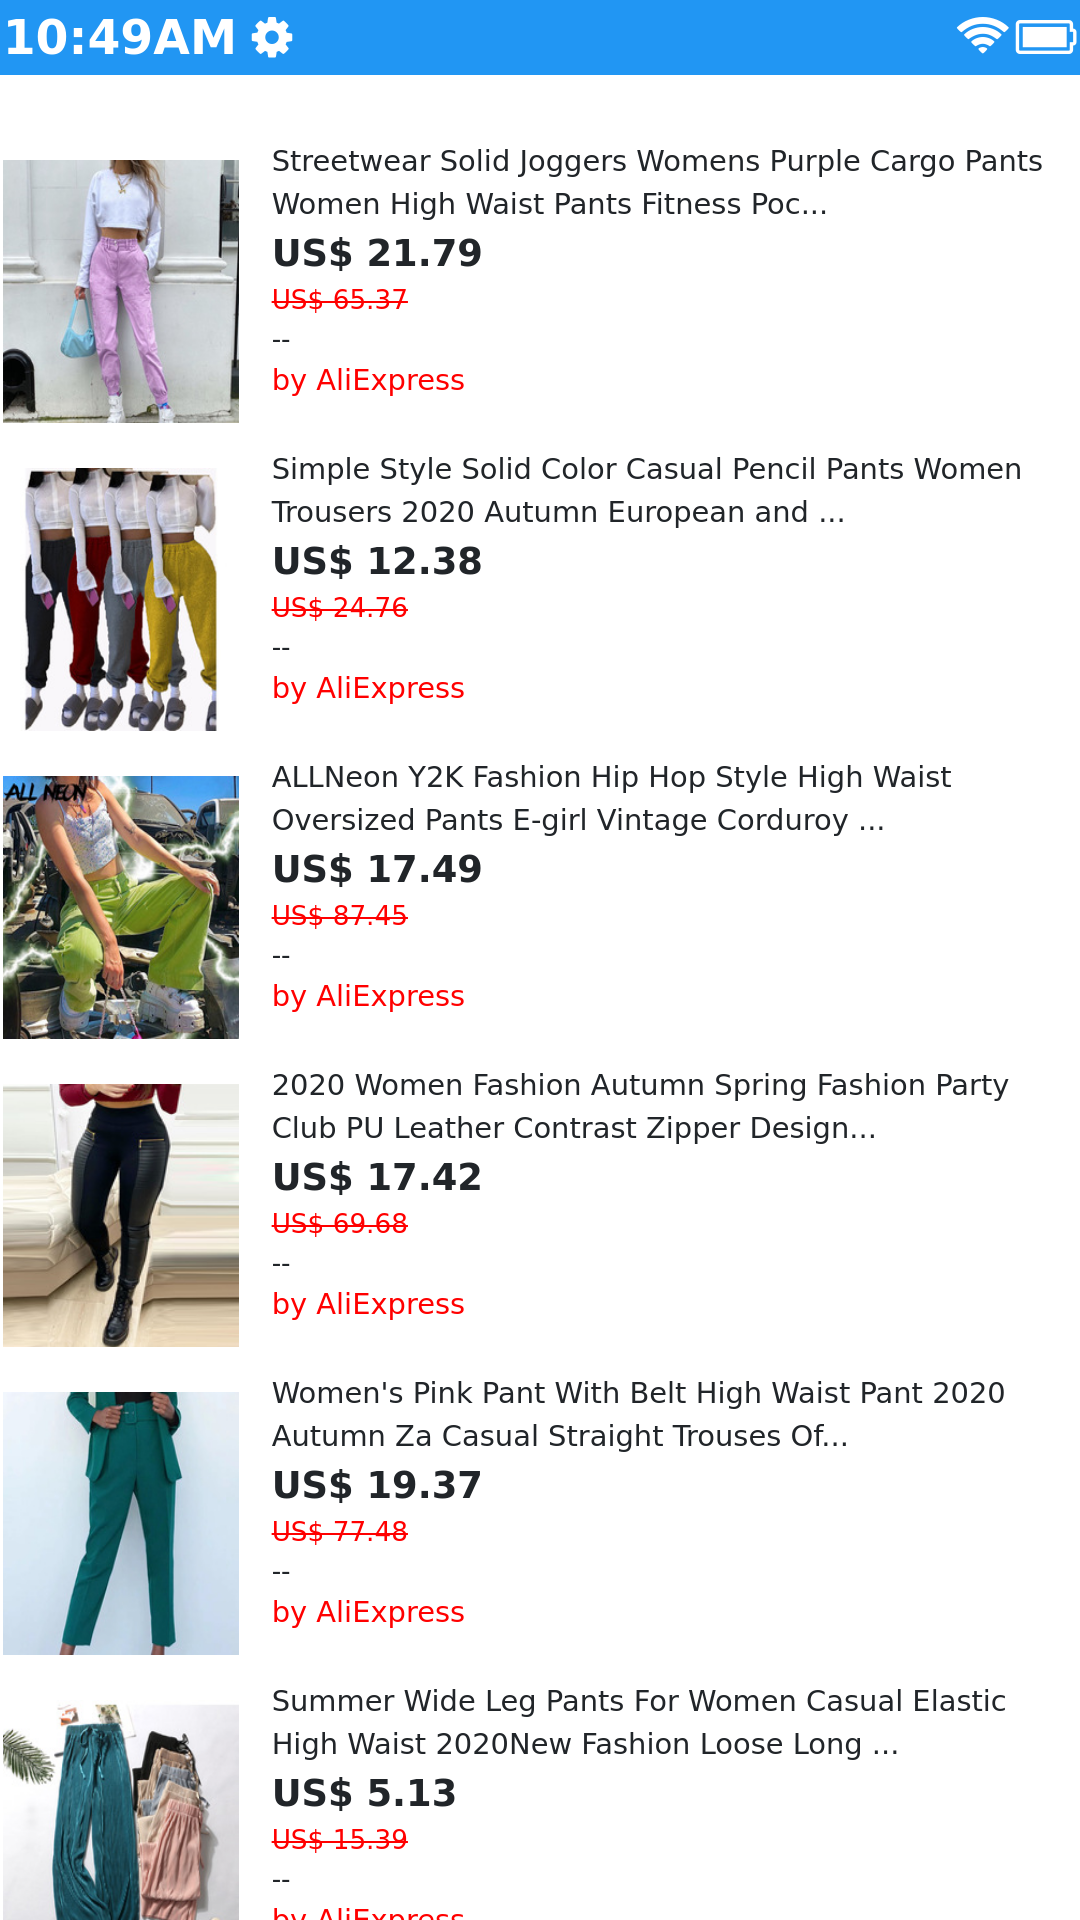 10:49AM
Streetwear Solid Joggers Womens Purple Cargo Pants
Women High Waist Pants Fitness Poc...
US$ 21.79
US$ 65.37
--
by AliExpress
Simple Style Solid Color Casual Pencil Pants Women
Trousers 2020 Autumn European and ...
US$ 12.38
US$ 24.76
--
by AliExpress
ALL NEON
ALLNeon Y2K Fashion Hip Hop Style High Waist
Oversized Pants E-girl Vintage Corduroy ...
US$ 17.49
US$ 87.45
--
by AliExpress
2020 Women Fashion Autumn Spring Fashion Party
Club PU Leather Contrast Zipper Design...
US$ 17.42
US$ 69.68
--
by AliExpress
Women's Pink Pant With Belt High Waist Pant 2020
Autumn Za Casual Straight Trouses Of...
US$ 19.37
US$ 77.48
--
by AliExpress
Summer Wide Leg Pants For Women Casual Elastic
High Waist 2020New Fashion Loose Long ...
US$ 5.13
US$ 15.39
--
by AliExpress